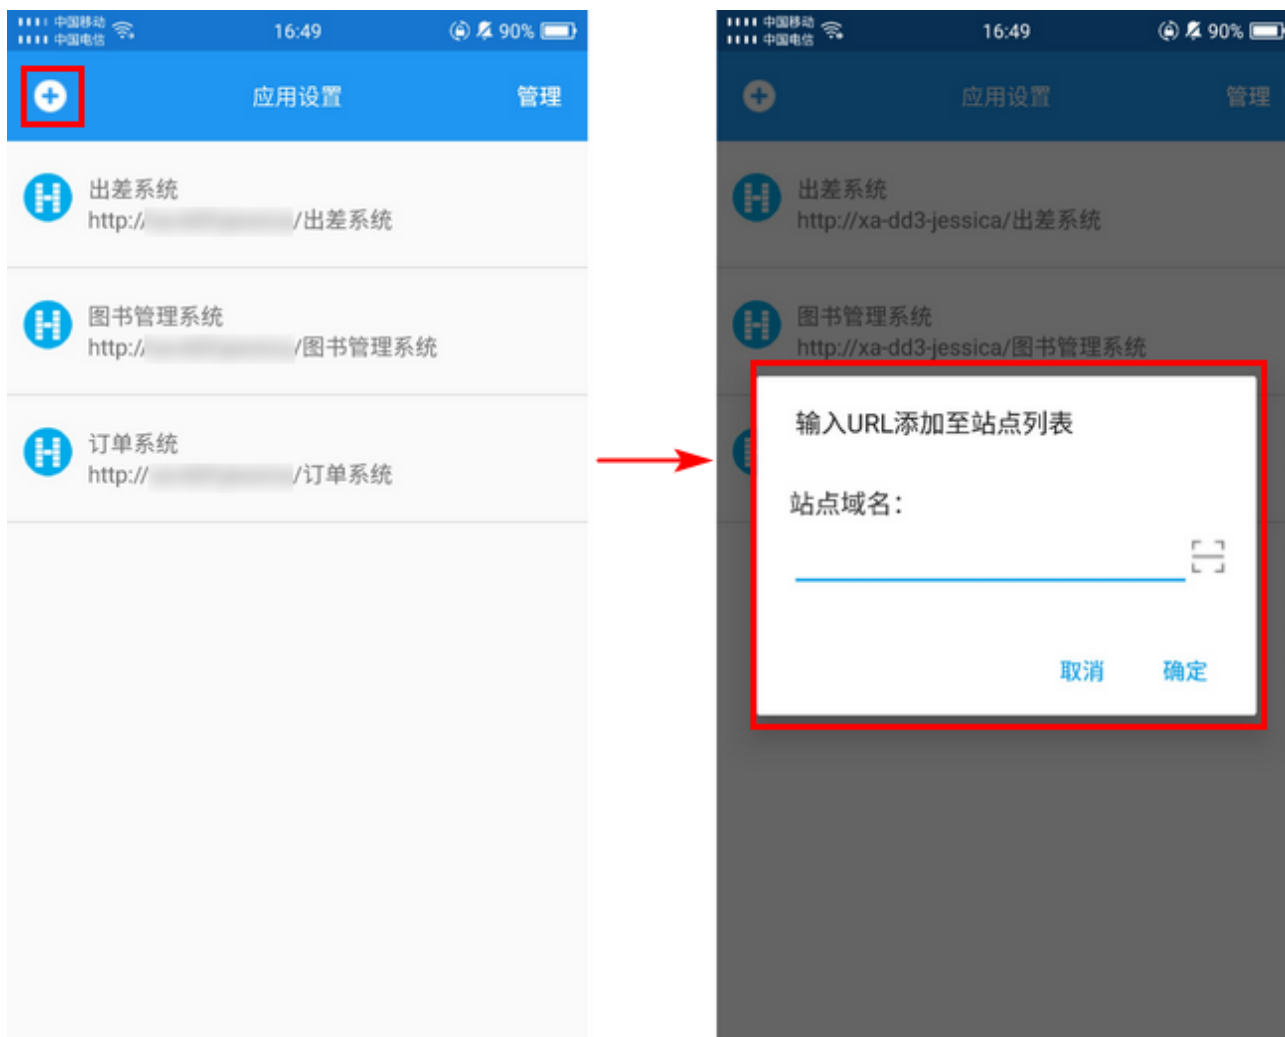 中国移动
中国电信
16:49
90%
应用设置
管理
出差系统
http:// /出差系统
图书管理系统
http:// /图书管理系统
订单系统
http:// /订单系统
中国移动
中国电信
16:49
90%
应用设置
管理
出差系统
http://xa-dd3-jessica/出差系统
图书管理系统
http://xa-dd3-jessica/图书管理系统
输入URL添加至站点列表
站点域名：
取消
确定